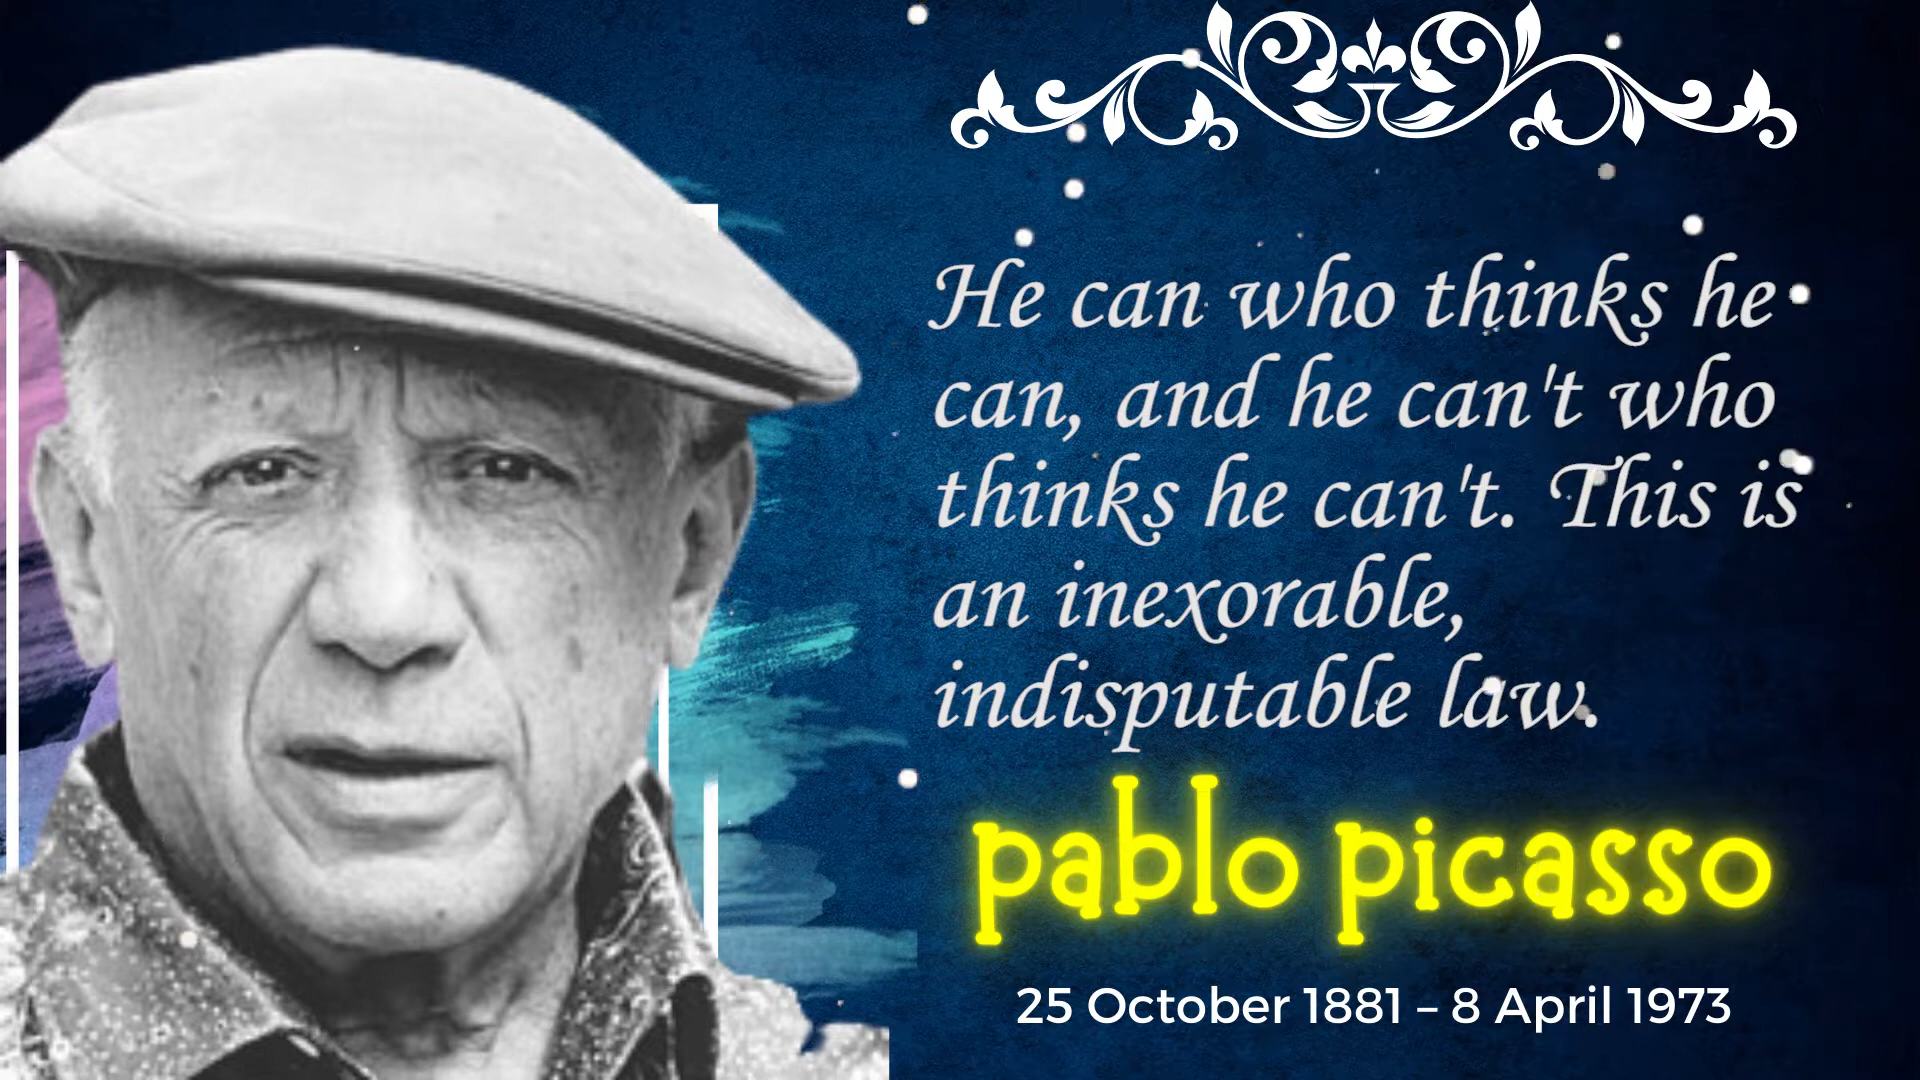 He can who thinks he
can, and he can't who
thinks he can't. This is
an inexorable,
indisputable law.
pablo picasso
25 October 1881 – 8 April 1973